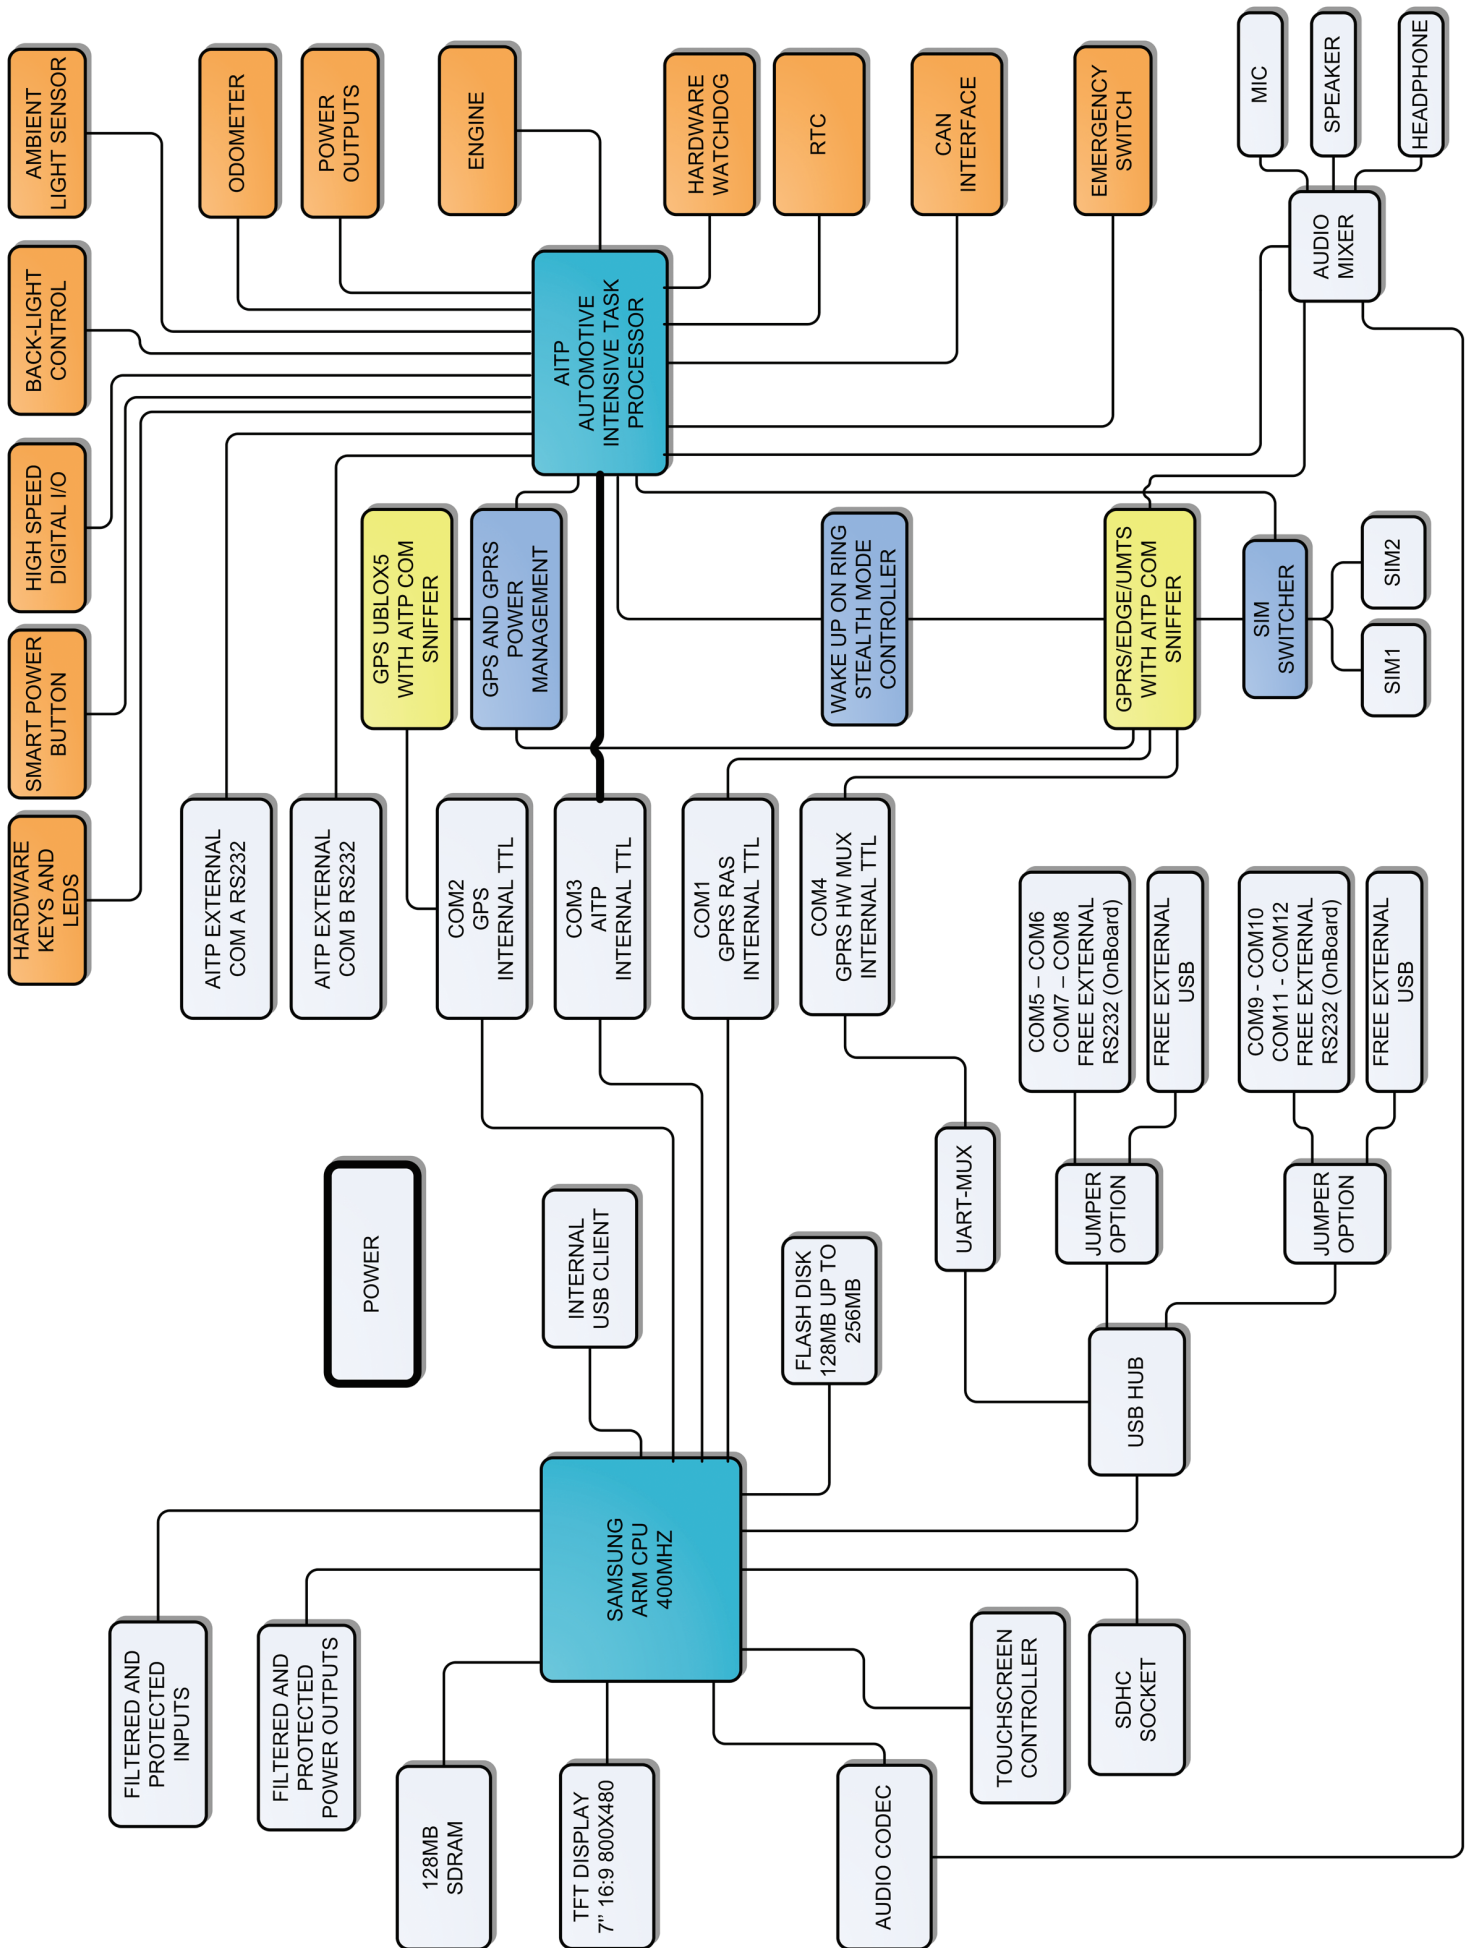 HARDWARE
KEYS AND
LEDS
SMART POWER
BUTTON
HIGH SPEED
DIGITAL I/O
BACK-LIGHT
CONTROL
AMBIENT
LIGHT SENSOR
ODOMETER
POWER
OUTPUTS
ENGINE
HARDWARE
WATCHDOG
RTC
CAN
INTERFACE
EMERGENCY
SWITCH
MIC
SPEAKER
HEADPHONE
AUDIO
MIXER
AITP
AUTOMOTIVE
INTENSIVE TASK
PROCESSOR
AITP EXTERNAL
COM A RS232
AITP EXTERNAL
COM B RS232
GPS UBLOX5
WITH AITP COM
SNIFFER
GPS AND GPRS
POWER
MANAGEMENT
WAKE UP ON RING
STEALTH MODE
CONTROLLER
GPRS/EDGE/UMTS
WITH AITP COM
SNIFFER
SIM
SWITCHER
SIM1
SIM2
COM2
GPS
INTERNAL TTL
COM3
AITP
INTERNAL TTL
COM1
GPRS RAS
INTERNAL TTL
COM4
GPRS HW MUX
INTERNAL TTL
COM5 – COM6
COM7 – COM8
FREE EXTERNAL
RS232 (OnBoard)
FREE EXTERNAL
USB
COM9 - COM10
COM11 - COM12
FREE EXTERNAL
RS232 (OnBoard)
FREE EXTERNAL
USB
POWER
INTERNAL
USB CLIENT
FLASH DISK
128MB UP TO
256MB
UART-MUX
JUMPER
OPTION
JUMPER
OPTION
USB HUB
SAMSUNG
ARM CPU
400MHZ
FILTERED AND
PROTECTED
INPUTS
FILTERED AND
PROTECTED
POWER OUTPUTS
128MB
SDRAM
TFT DISPLAY
7” 16:9 800X480
AUDIO CODEC
TOUCHSCREEN
CONTROLLER
SDHC
SOCKET